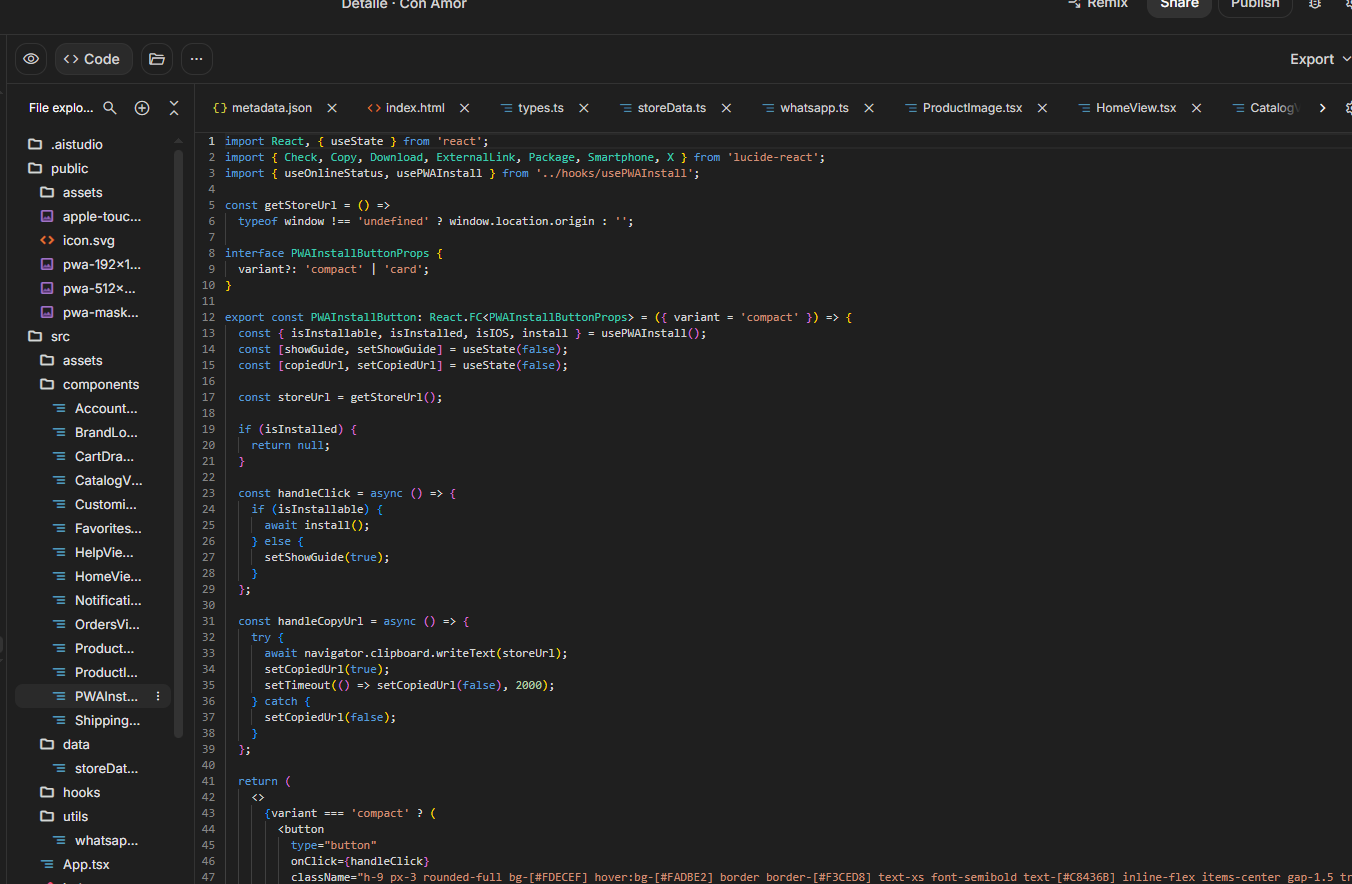 Detalle · Con Amor
Remix
Share
Publish
<> Code
...
Export
File explo...
{} metadata.json
<> index.html
types.ts
storeData.ts
whatsapp.ts
ProductImage.tsx
HomeView.tsx
Catalog
.aistudio
public
assets
apple-touc...
icon.svg
pwa-192×1...
pwa-512×...
pwa-mask...
src
assets
components
Account...
BrandLo...
CartDra...
CatalogV...
Customi...
Favorites...
HelpVie...
HomeVie...
Notificati...
OrdersVi...
Product...
ProductI...
PWAInst...
Shipping...
data
storeDat...
hooks
utils
whatsap...
App.tsx
1 import React, { useState } from 'react';
2 import { Check, Copy, Download, ExternalLink, Package, Smartphone, X } from 'lucide-react';
3 import { useOnlineStatus, usePWAInstall } from '../hooks/usePWAInstall';
4
5 const getStoreUrl = () =>
6 typeof window !== 'undefined' ? window.location.origin : '';
7
8 interface PWAInstallButtonProps {
9 variant?: 'compact' | 'card';
10 }
11
12 export const PWAInstallButton: React.FC<PWAInstallButtonProps> = ({ variant = 'compact' }) => {
13 const { isInstallable, isInstalled, isIOS, install } = usePWAInstall();
14 const [showGuide, setShowGuide] = useState(false);
15 const [copiedUrl, setCopiedUrl] = useState(false);
16
17 const storeUrl = getStoreUrl();
18
19 if (isInstalled) {
20 return null;
21 }
22
23 const handleClick = async () => {
24 if (isInstallable) {
25 await install();
26 } else {
27 setShowGuide(true);
28 }
29 };
30
31 const handleCopyUrl = async () => {
32 try {
33 await navigator.clipboard.writeText(storeUrl);
34 setCopiedUrl(true);
35 setTimeout(() => setCopiedUrl(false), 2000);
36 } catch {
37 setCopiedUrl(false);
38 }
39 };
40
41 return (
42 <>
43 {variant === 'compact' ? (
44 <button
45 type="button"
46 onClick={handleClick}
47 className="h-9 px-3 rounded-full bg-[#FDECEF] hover:bg-[#FADBE2] border border-[#F3CED8] text-xs font-semibold text-[#C8436B] inline-flex items-center gap-1.5 tr